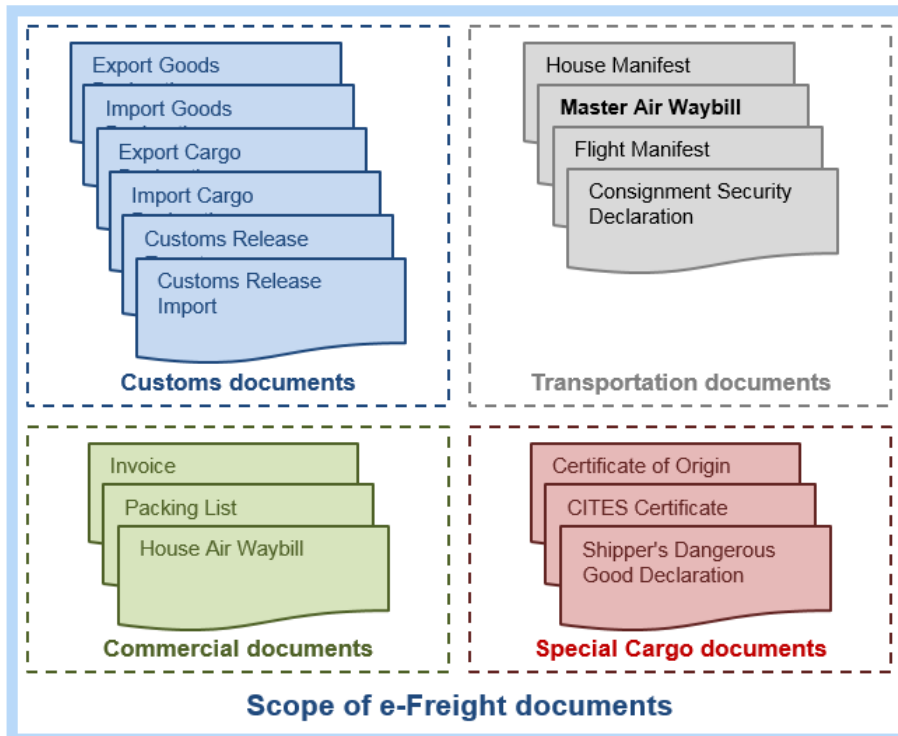 Export Goods
Import Goods
Export Cargo
Import Cargo
Customs Release
Customs Release
Import
Customs documents
House Manifest
Master Air Waybill
Flight Manifest
Consignment Security
Declaration
Transportation documents
Invoice
Packing List
House Air Waybill
Commercial documents
Certificate of Origin
CITES Certificate
Shipper's Dangerous
Good Declaration
Special Cargo documents
Scope of e-Freight documents